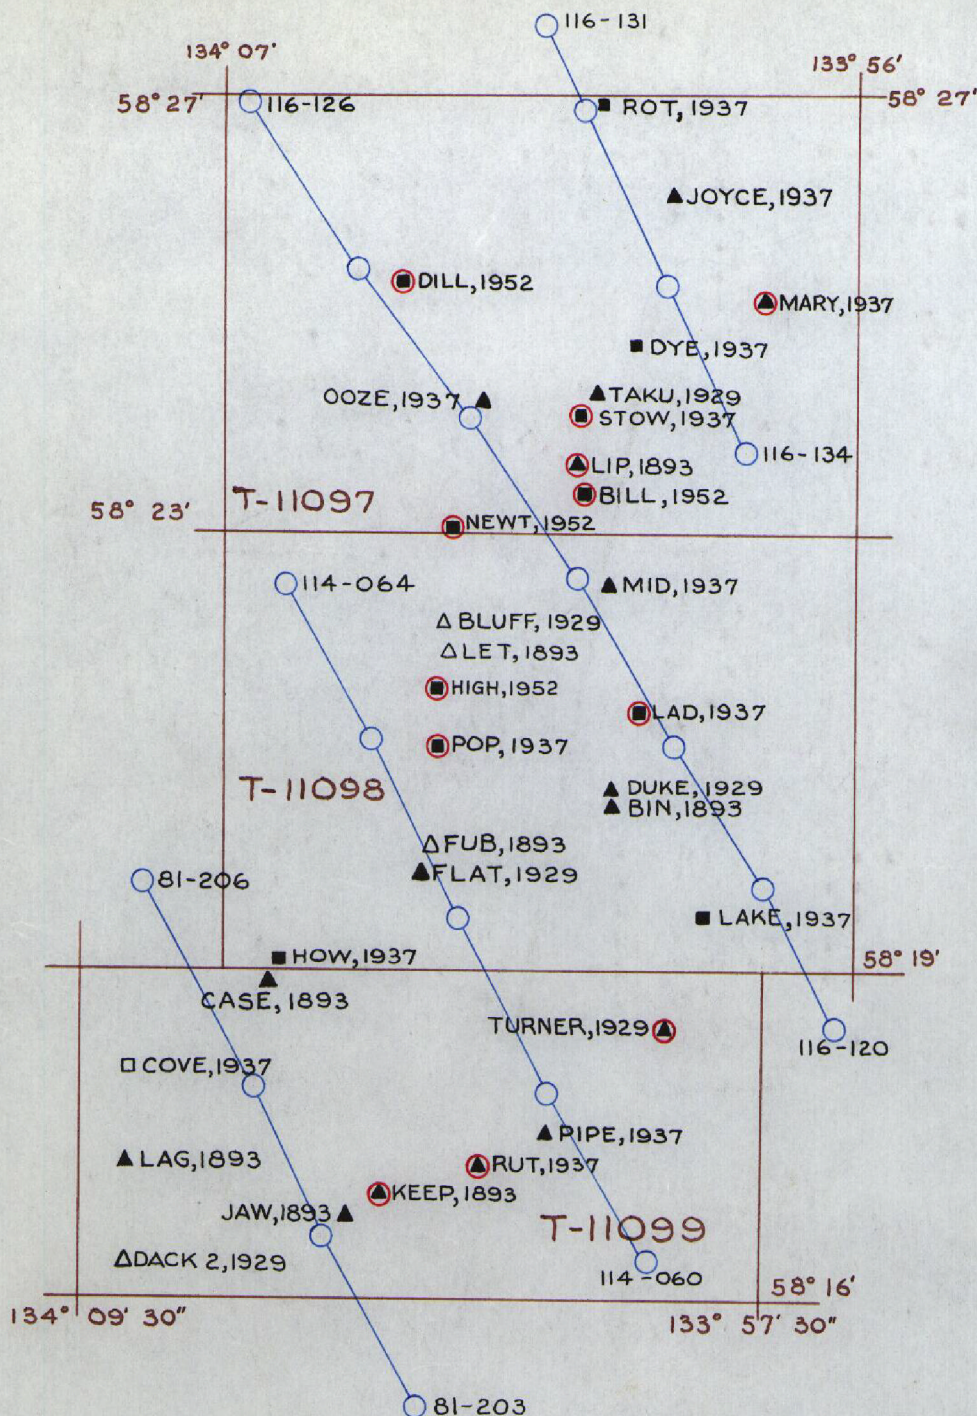 116-131
134° 07'
133° 56'
58° 27'
116-126
58° 27'
ROT, 1937
JOYCE, 1937
DILL, 1952
MARY, 1937
DYE, 1937
OOZE, 1937
TAKU, 1929
STOW, 1937
116-134
LIP, 1893
T-11097
BILL, 1952
58° 23'
NEWT, 1952
114-064
MID, 1937
BLUFF, 1929
LET, 1893
HIGH, 1952
LAD, 1937
POP, 1937
T-11098
DUKE, 1929
BIN, 1893
FUB, 1893
FLAT, 1929
81-206
LAKE, 1937
HOW, 1937
58° 19'
CASE, 1893
TURNER, 1929
116-120
COVE, 1937
PIPE, 1937
LAG, 1893
RUT, 1937
KEEP, 1893
JAW, 1893
T-11099
DACK 2, 1929
114-060
58° 16'
134° 09' 30"
133° 57' 30"
81-203